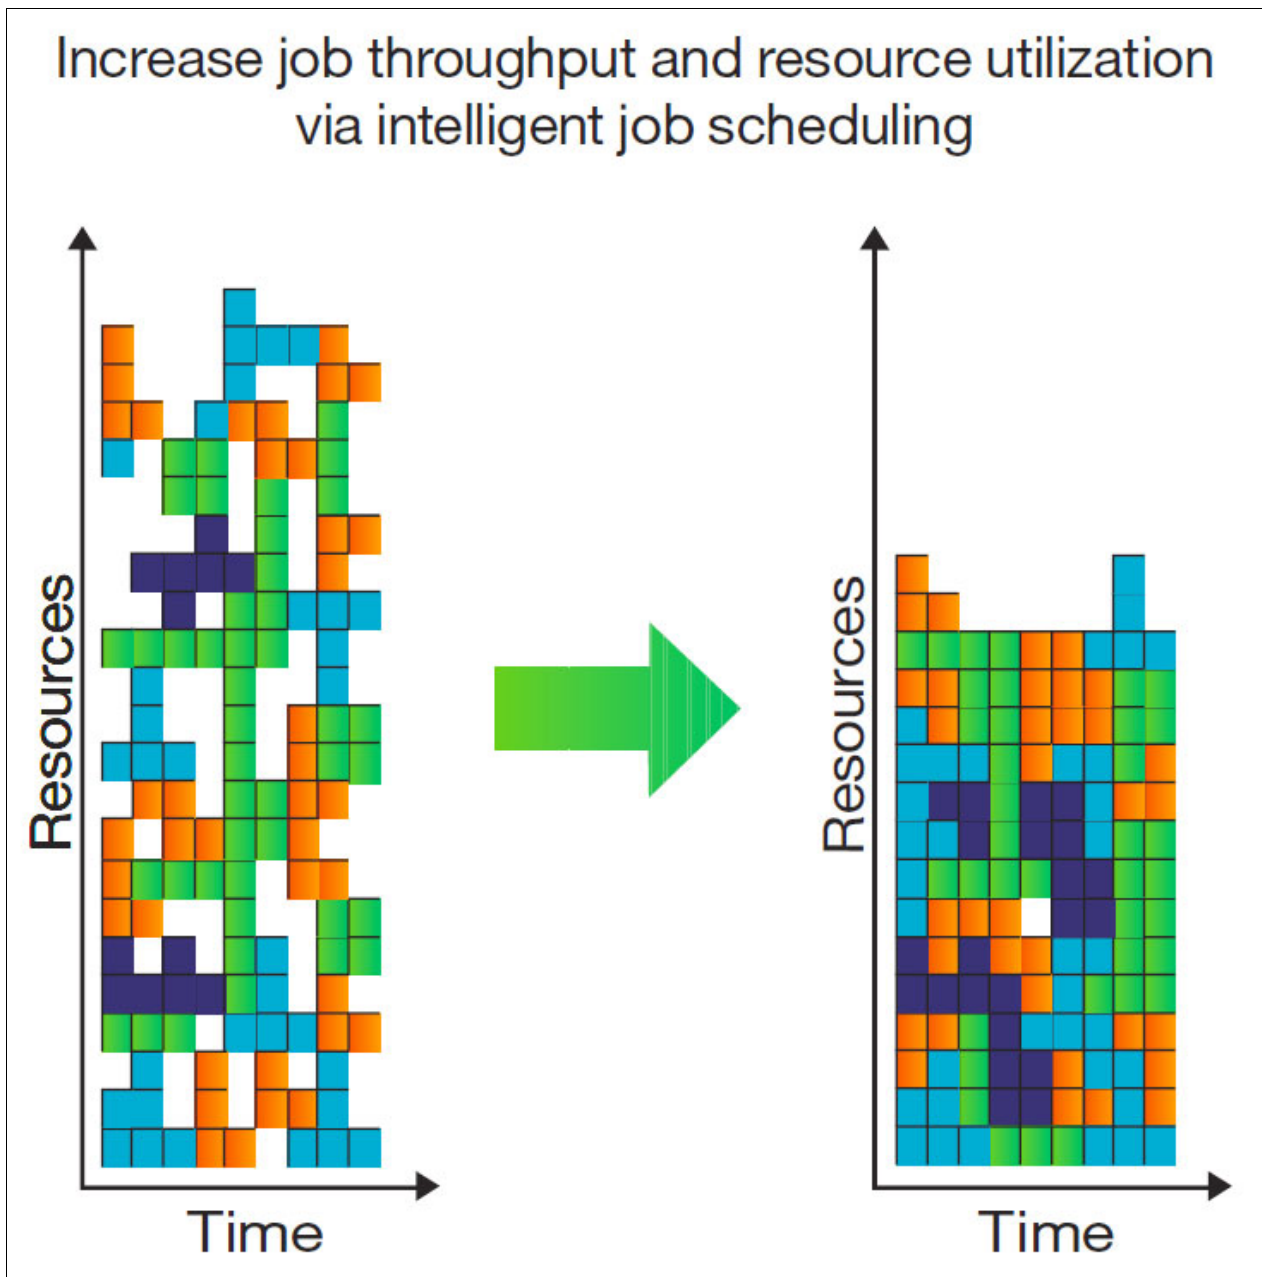 Increase job throughput and resource utilization
via intelligent job scheduling
Resources
Time
Resources
Time